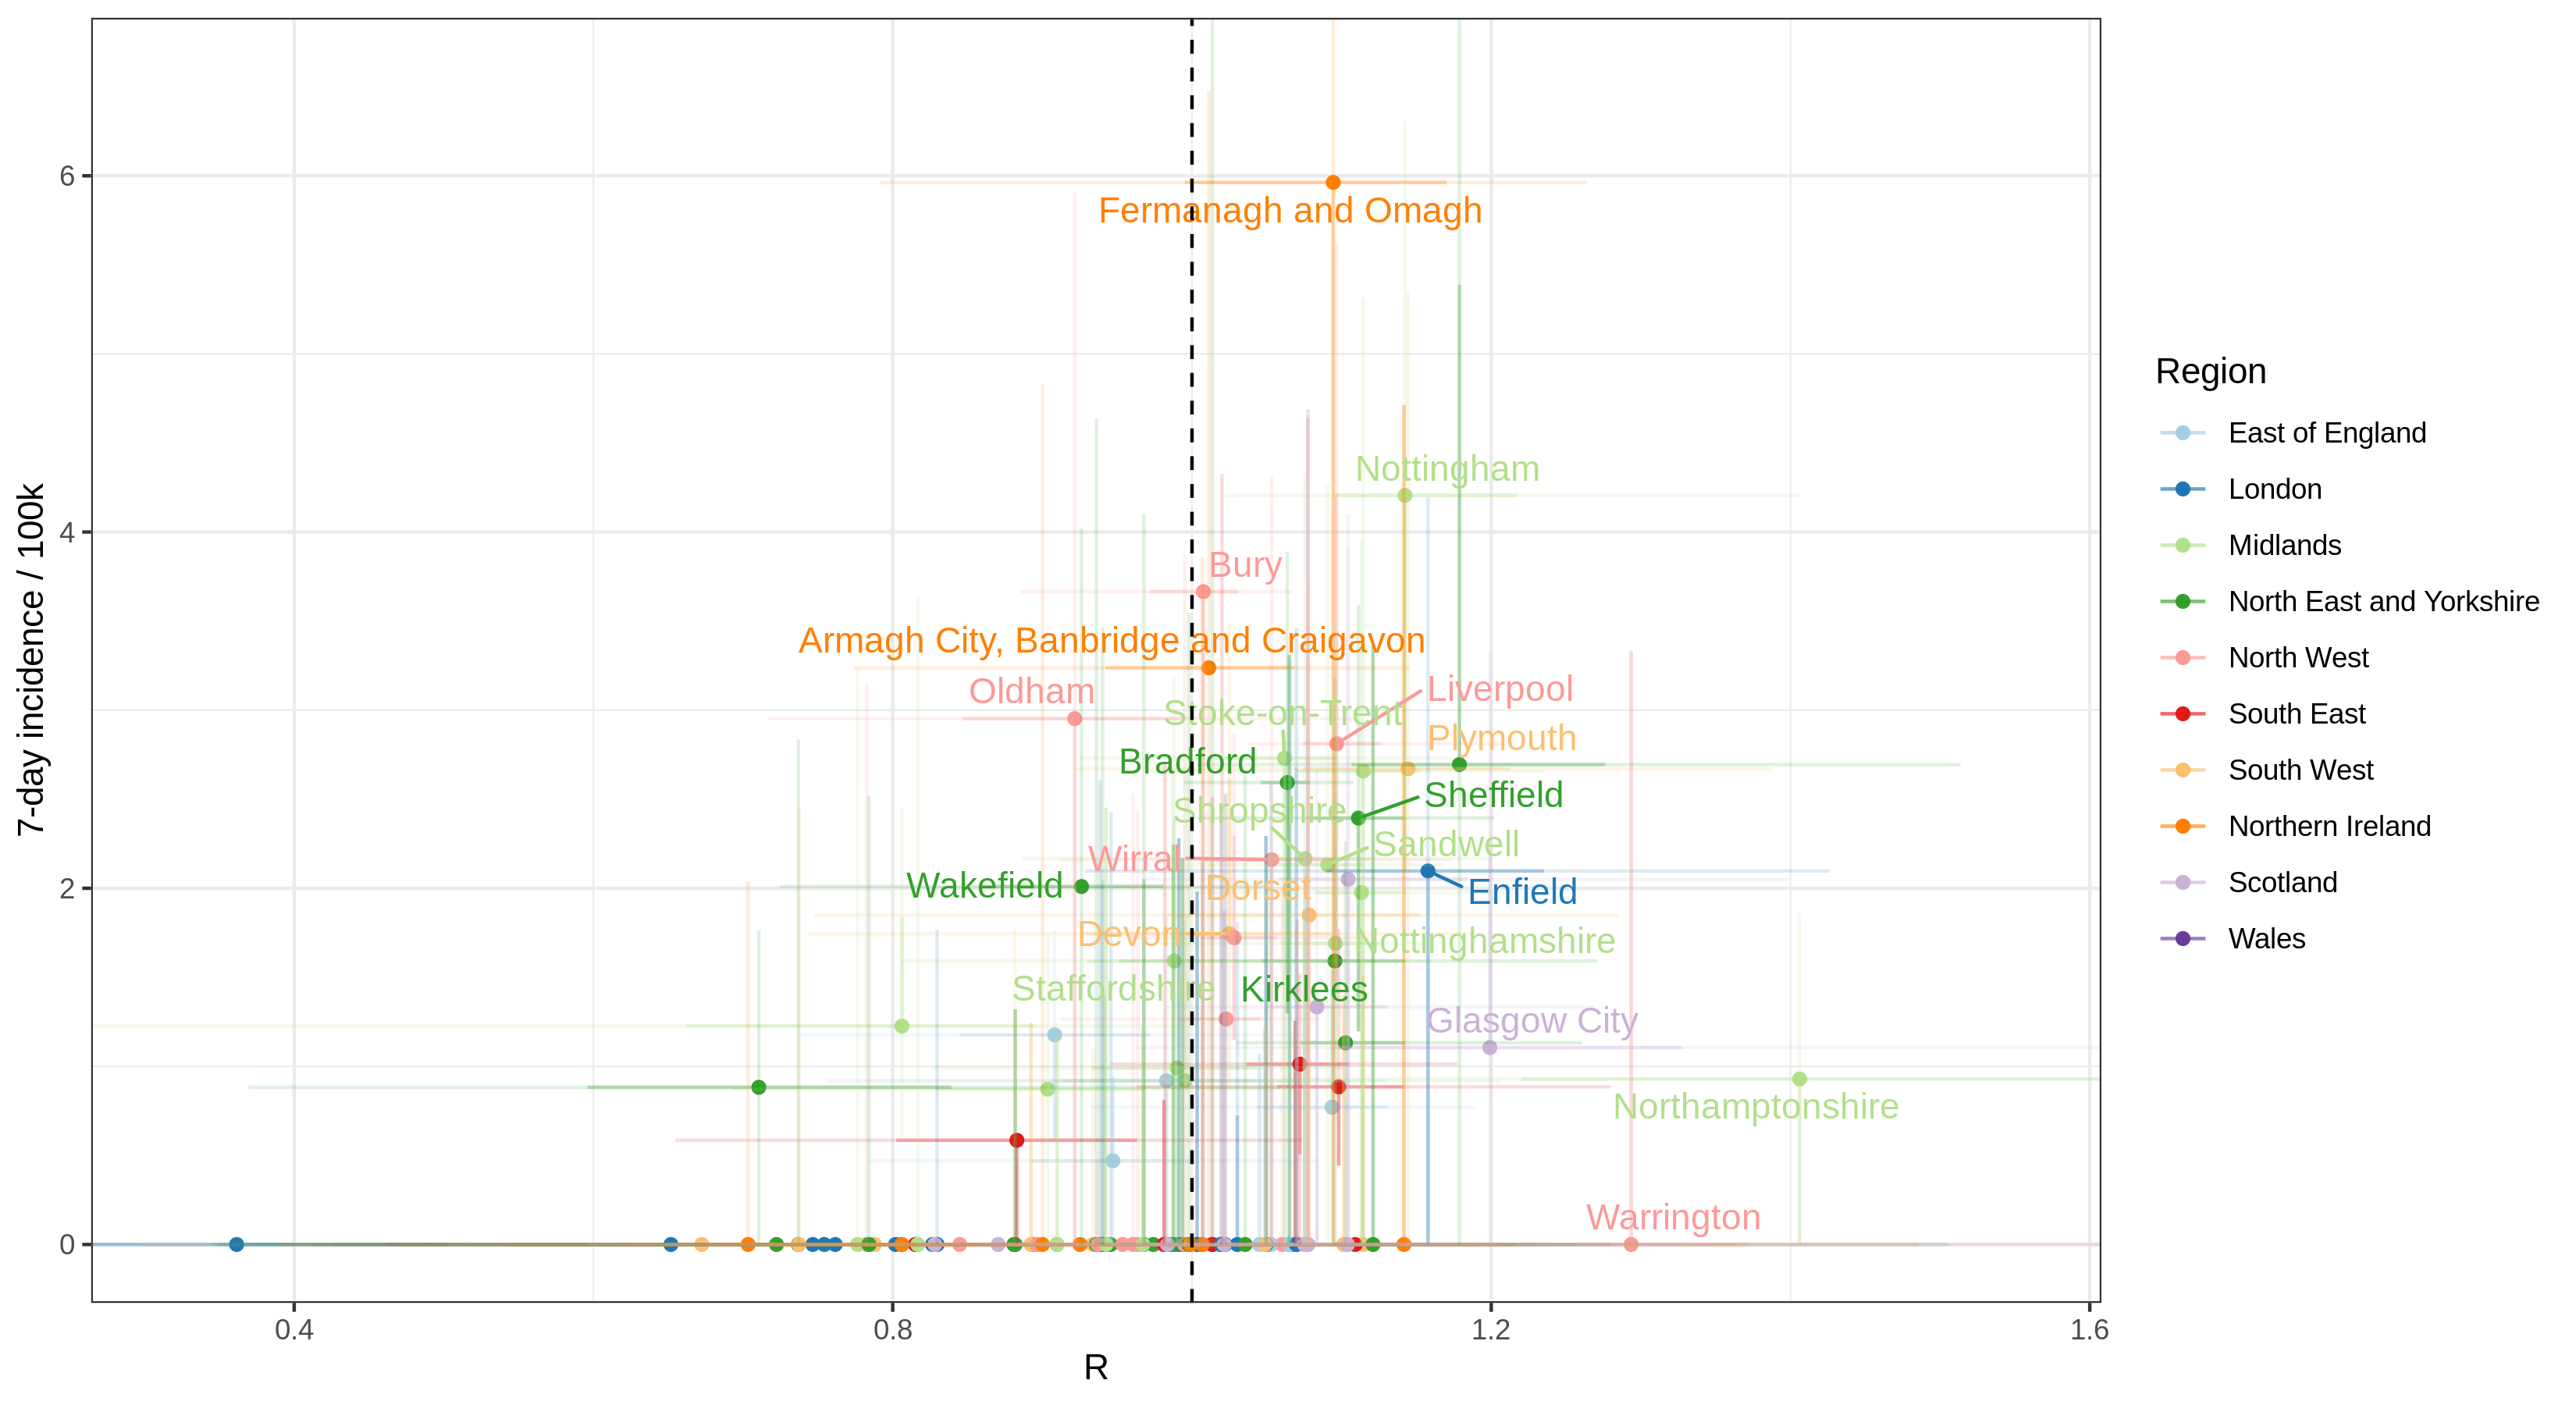 6
Fermanagh and Omagh
Nottingham
4
Bury
Armagh City, Banbridge and Craigavon
Oldham
Liverpool
Stoke-on-Trent
Plymouth
Bradford
Sheffield
Shropshire
Sandwell
Wirral
Wakefield
Dorset
Enfield
2
Devon
Nottinghamshire
Staffordshire
Kirklees
Glasgow City
Northamptonshire
Warrington
0
0.4
0.8
1.2
1.6
R
7-day incidence / 100k
Region
East of England
London
Midlands
North East and Yorkshire
North West
South East
South West
Northern Ireland
Scotland
Wales